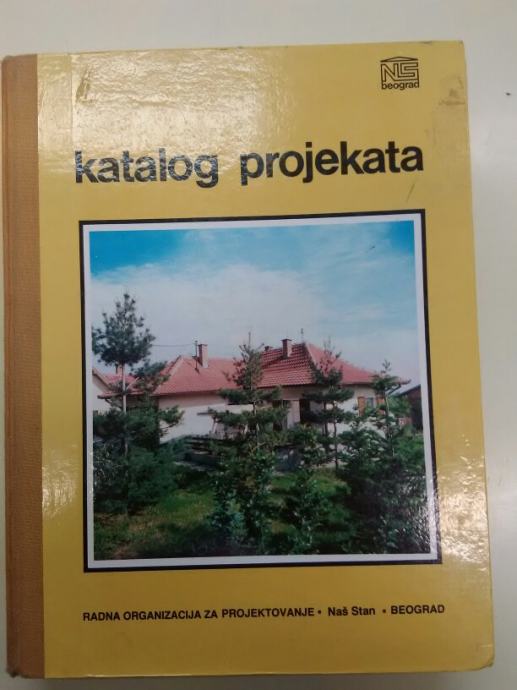 NS
beograd
katalog projekata
RADNA ORGANIZACIJA ZA PROJEKTOVANJE • Naš Stan • BEOGRAD